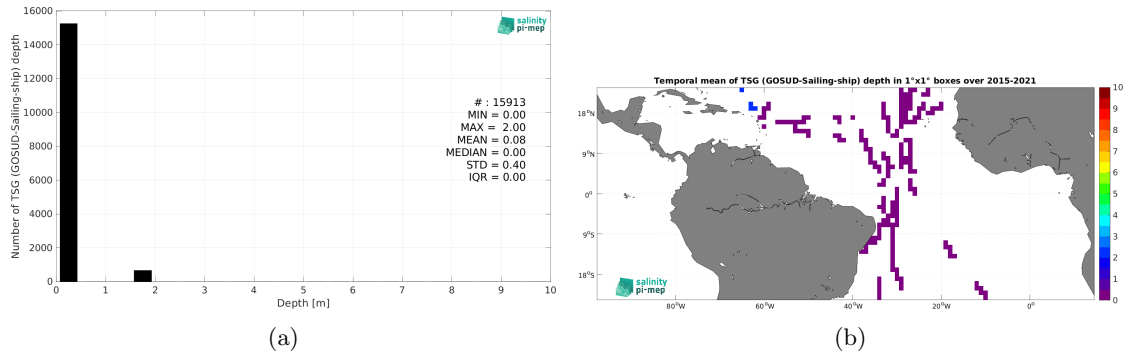 16000
14000
12000
10000
8000
6000
4000
2000
0
Number of TSG (GOSUD-Sailing-ship) depth
salinity
pi-mep
# : 15913
MIN = 0.00
MAX = 2.00
MEAN = 0.08
MEDIAN = 0.00
STD = 0.40
IQR = 0.00
0 1 2 3 4 5 6 7 8 9 10
Depth [m]
(a)
Temporal mean of TSG (GOSUD-Sailing-ship) depth in 1°x1° boxes over 2015-2021
18°N
9°N
0°
9°S
18°S
salinity
pi-mep
80°W 60°W 40°W 20°W 0°
10
9
8
7
6
5
4
3
2
1
0
(b)